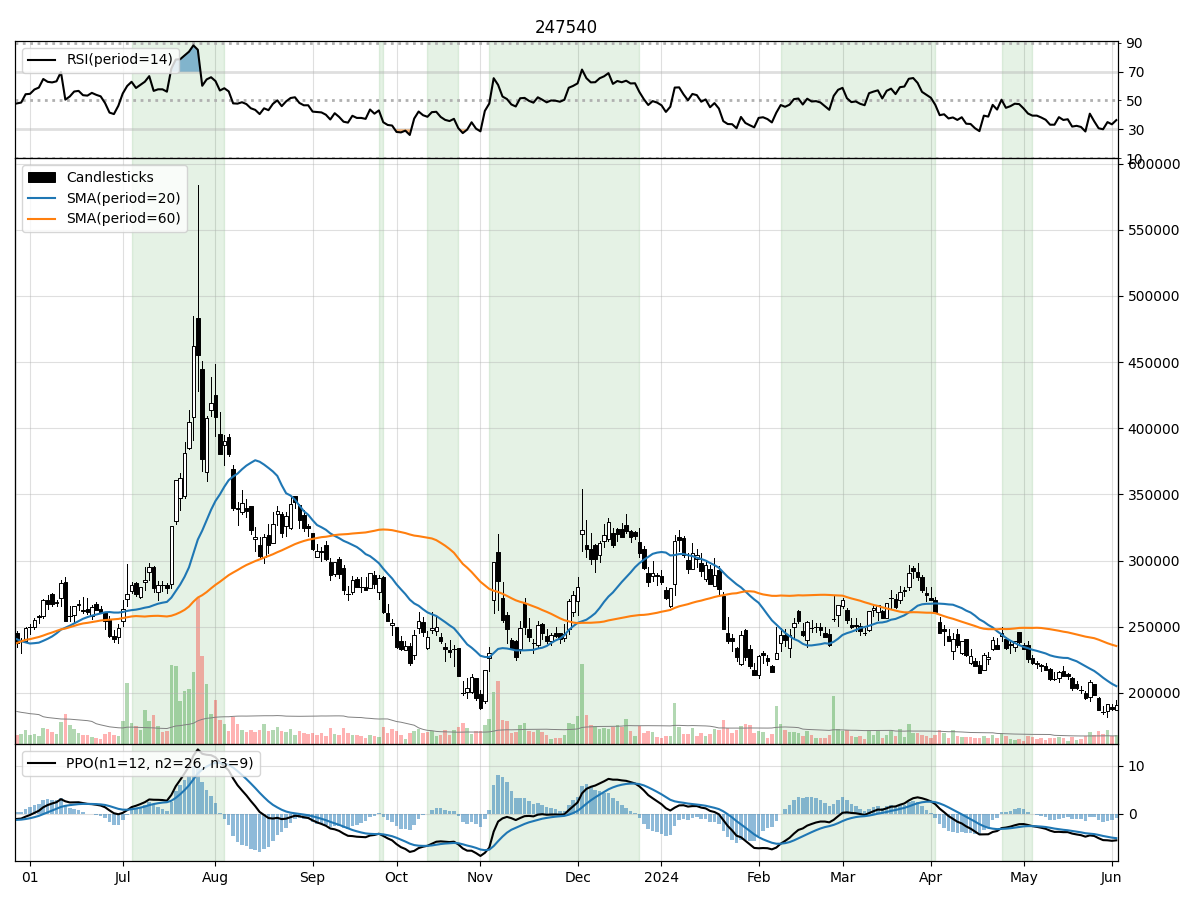 247540
RSI(period=14)
90
70
50
30
10
Candlesticks
SMA(period=20)
SMA(period=60)
600000
550000
500000
450000
400000
350000
300000
250000
200000
PPO(n1=12, n2=26, n3=9)
10
0
01 Jul Aug Sep Oct Nov Dec 2024 Feb Mar Apr May Jun